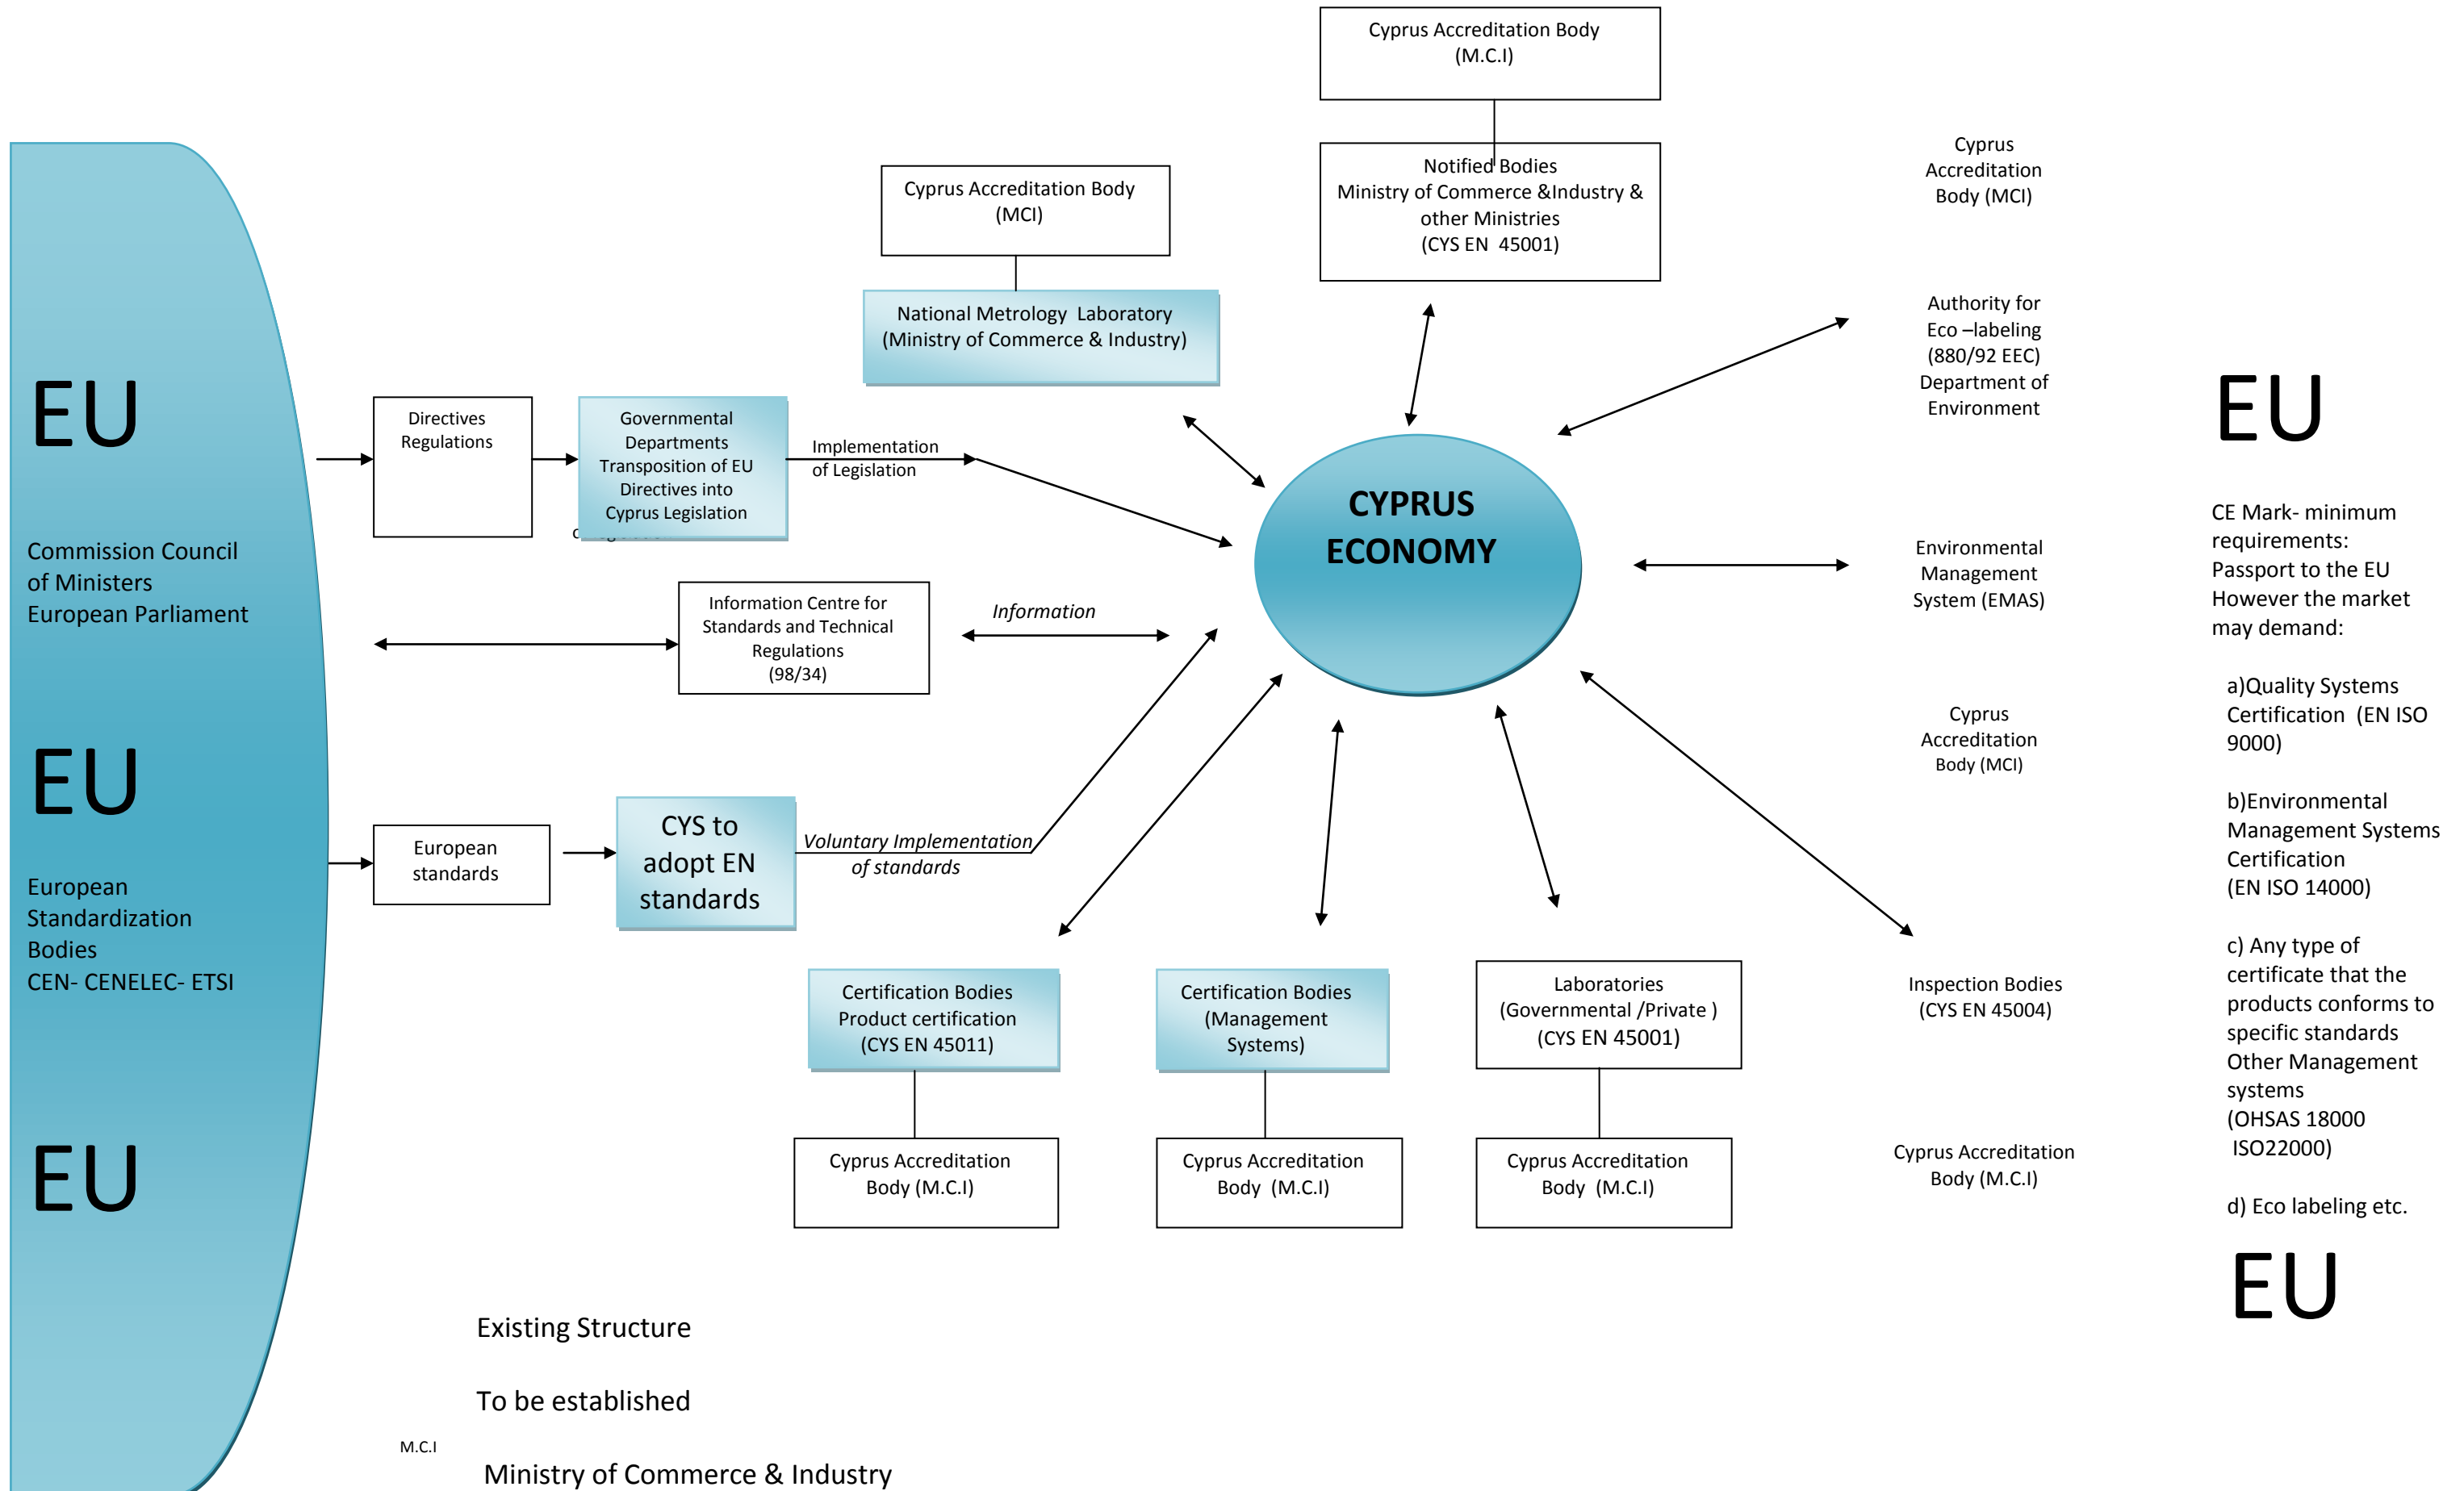 EU
Commission Council
of Ministers
European Parliament
EU
European
Standardization
Bodies
CEN- CENELEC- ETSI
EU
Directives
Regulations
Governmental
Departments
Transposition of EU
Directives into
Cyprus Legislation
Implementation
of Legislation
Information Centre for
Standards and Technical
Regulations
(98/34)
Information
European
standards
CYS to
adopt EN
standards
Voluntary Implementation
of standards
Cyprus Accreditation Body
(MCI)
National Metrology Laboratory
(Ministry of Commerce & Industry)
Cyprus Accreditation Body
(M.C.I)
Notified Bodies
Ministry of Commerce &Industry &
other Ministries
(CYS EN 45001)
CYPRUS
ECONOMY
Cyprus
Accreditation
Body (MCI)
Authority for
Eco –labeling
(880/92 EEC)
Department of
Environment
Environmental
Management
System (EMAS)
Cyprus
Accreditation
Body (MCI)
Certification Bodies
Product certification
(CYS EN 45011)
Cyprus Accreditation
Body (M.C.I)
Certification Bodies
(Management
Systems)
Cyprus Accreditation
Body (M.C.I)
Laboratories
(Governmental /Private )
(CYS EN 45001)
Cyprus Accreditation
Body (M.C.I)
Inspection Bodies
(CYS EN 45004)
Cyprus Accreditation
Body (M.C.I)
EU
CE Mark- minimum
requirements:
Passport to the EU
However the market
may demand:
a)Quality Systems
Certification (EN ISO
9000)
b)Environmental
Management Systems
Certification
(EN ISO 14000)
c) Any type of
certificate that the
products conforms to
specific standards
Other Management
systems
(OHSAS 18000
ISO22000)
d) Eco labeling etc.
EU
Existing Structure
To be established
M.C.I
Ministry of Commerce & Industry